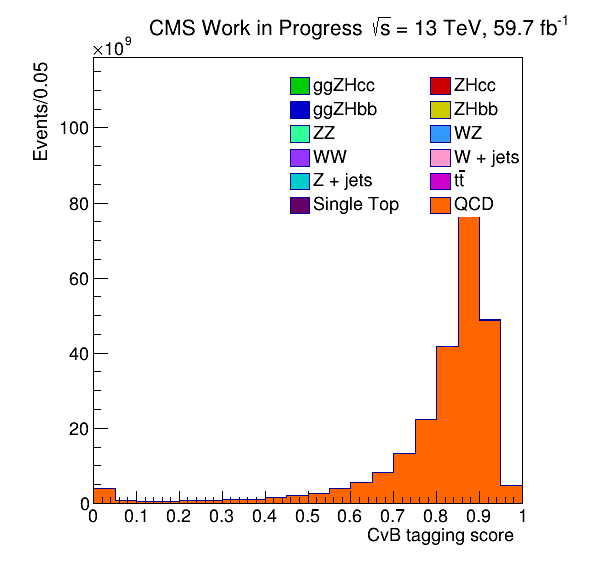 CMS Work in Progress √s = 13 TeV, 59.7 fb⁻¹
×10⁹
Events/0.05
ggZHcc ZHcc
ggZHbb ZHbb
ZZ WZ
WW W + jets
Z + jets tt̄
Single Top QCD
100
80
60
40
20
0
0 0.1 0.2 0.3 0.4 0.5 0.6 0.7 0.8 0.9 1
CvB tagging score